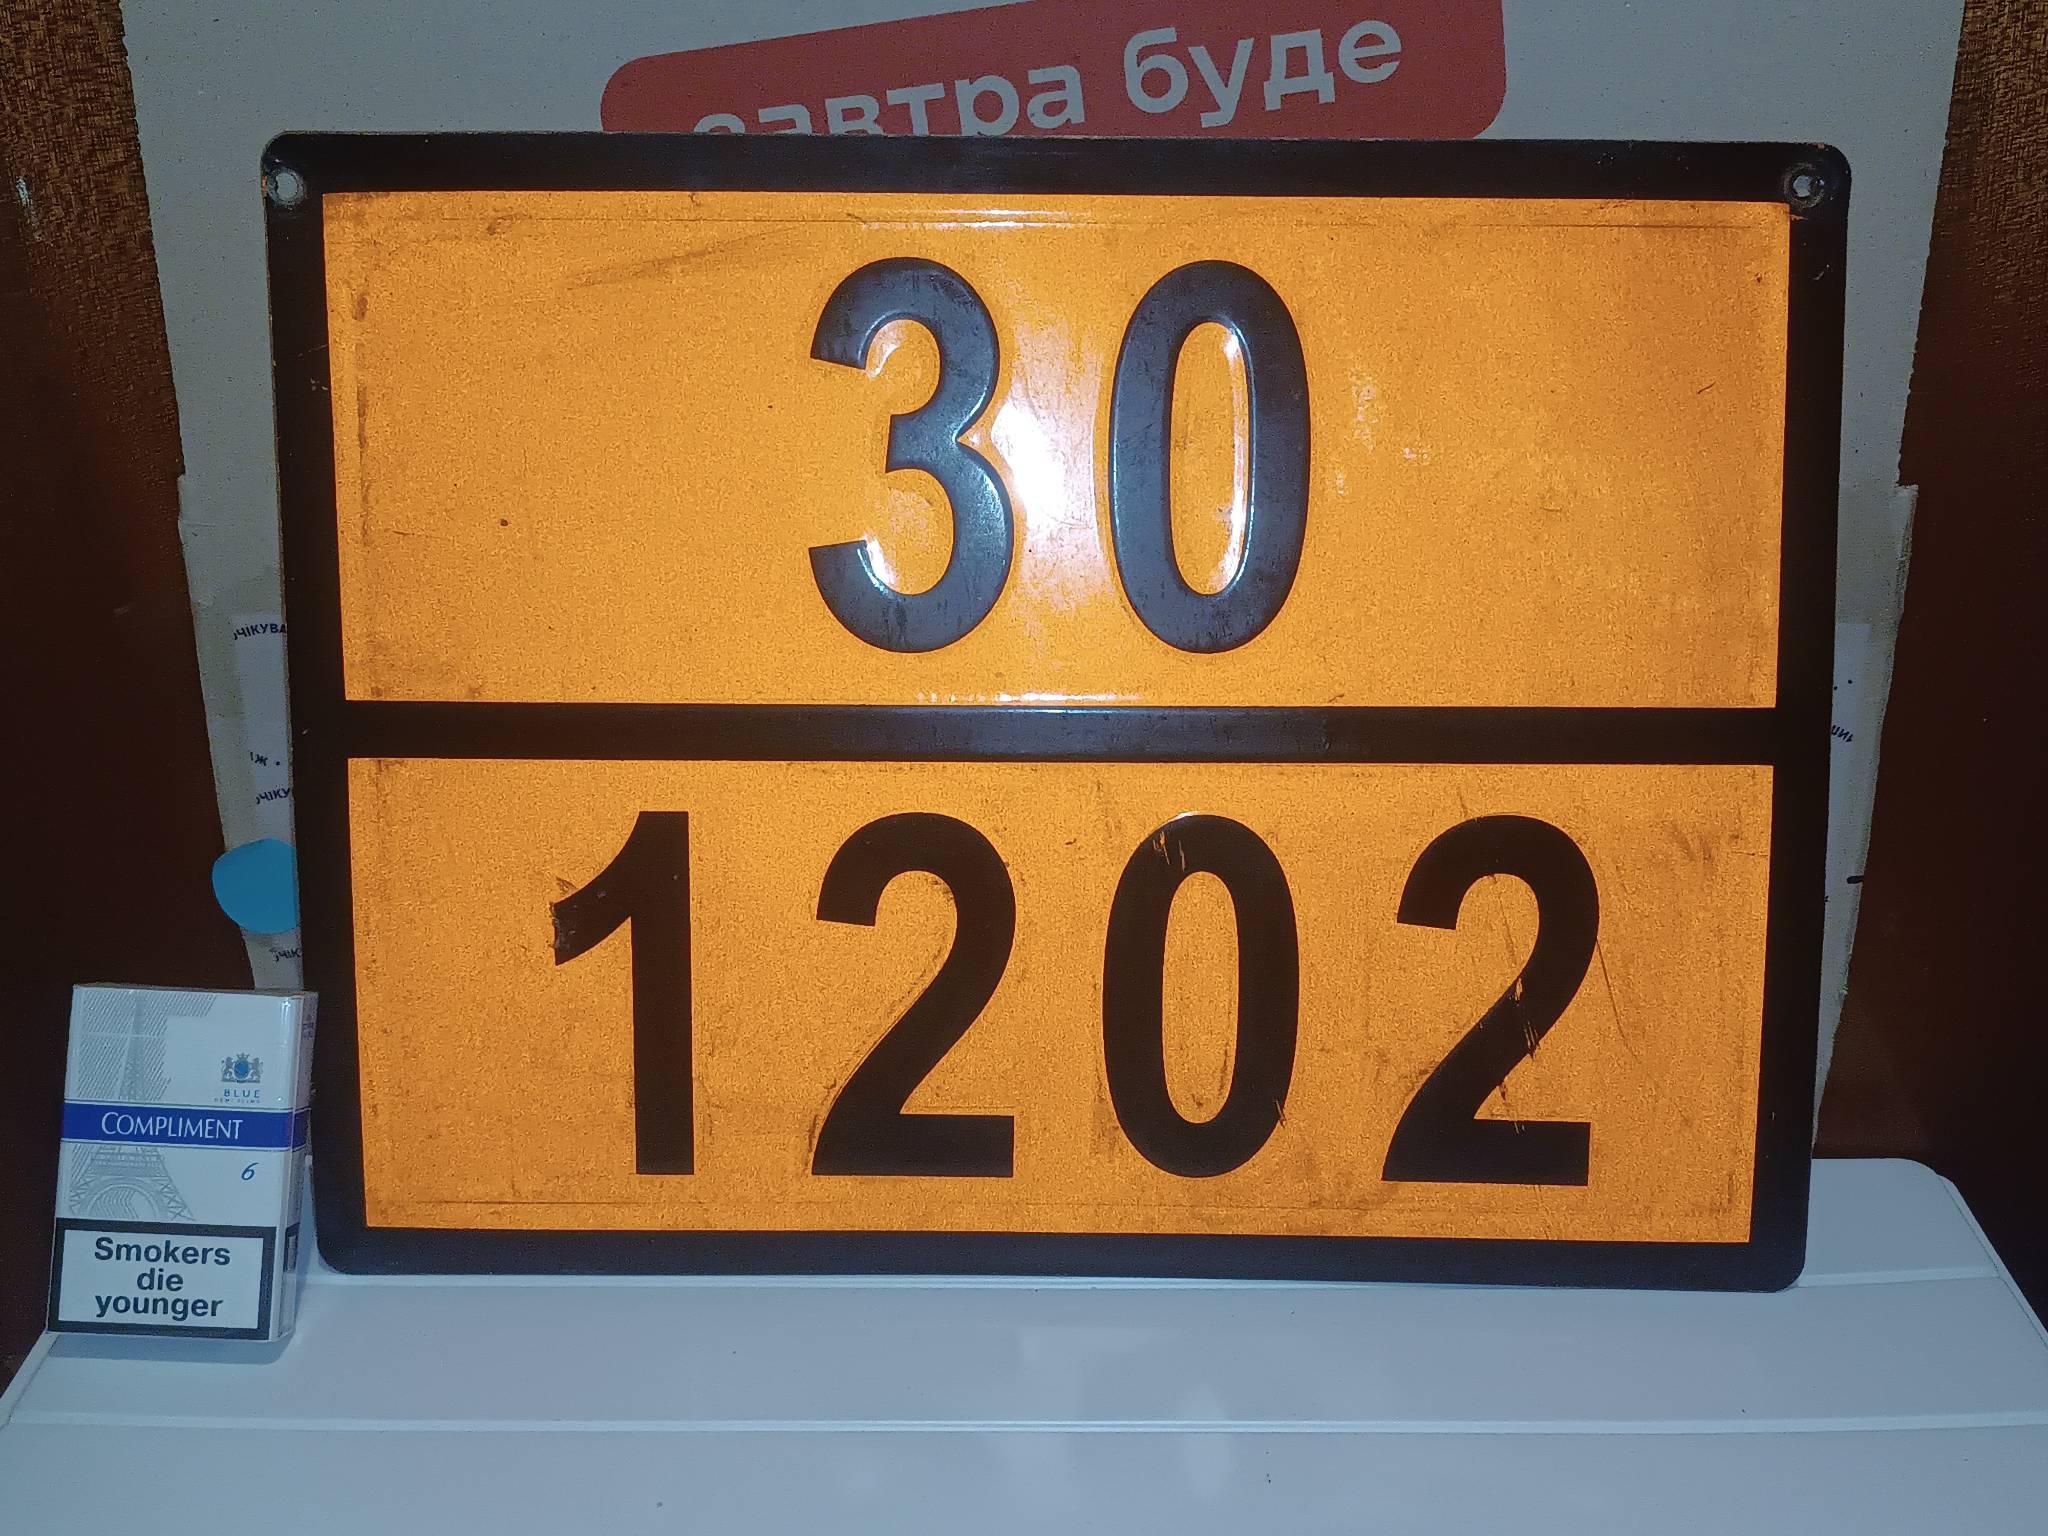 завтра буде
30
1202
BLUE
COMPLIMENT
6
Smokers
die
younger